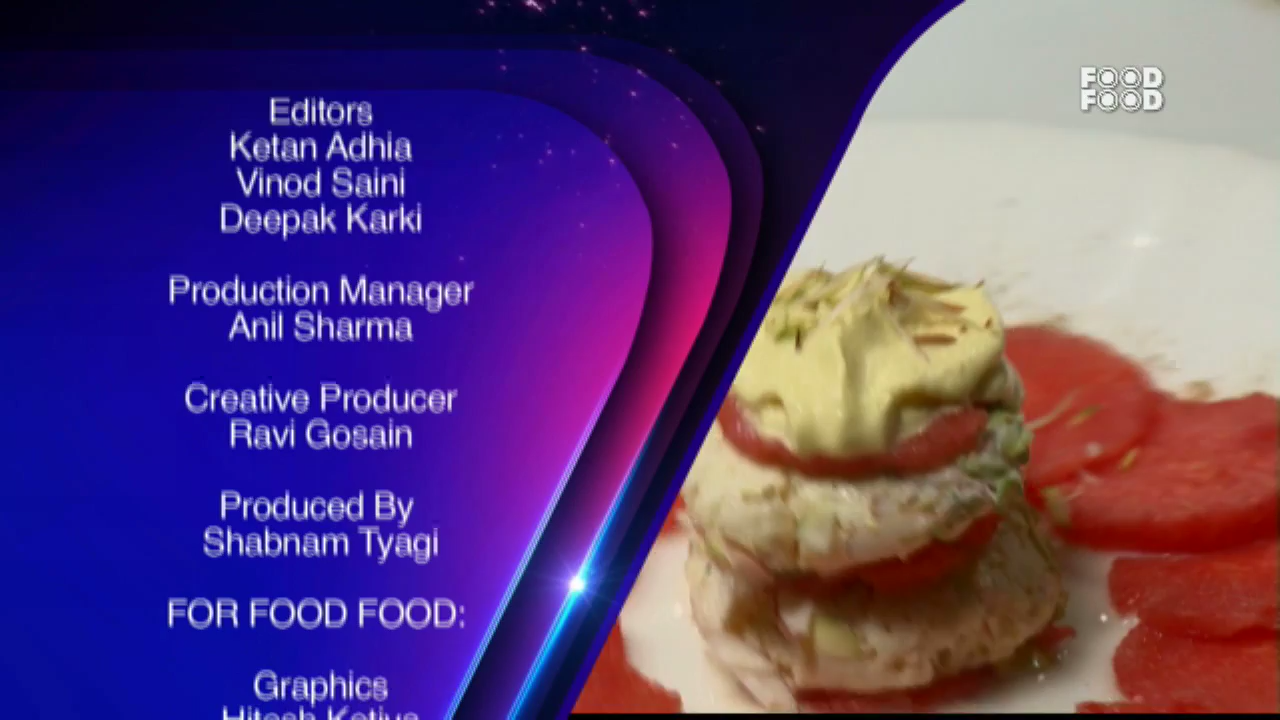 Editors
Ketan Adhia
Vinod Saini
Deepak Karki
Production Manager
Anil Sharma
Creative Producer
Ravi Gosain
Produced By
Shabnam Tyagi
FOR FOOD FOOD:
Graphics
FOOD
FOOD